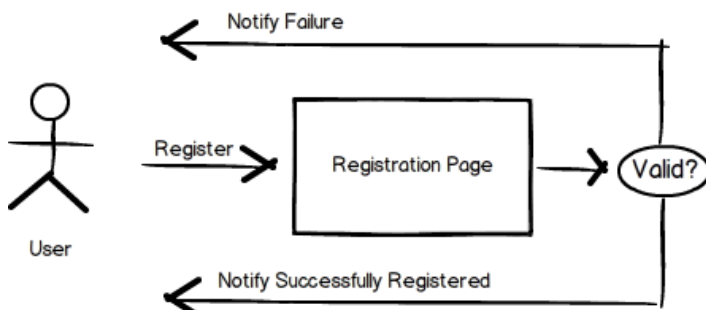 Notify Failure
Register
Registration Page
Valid?
User
Notify Successfully Registered